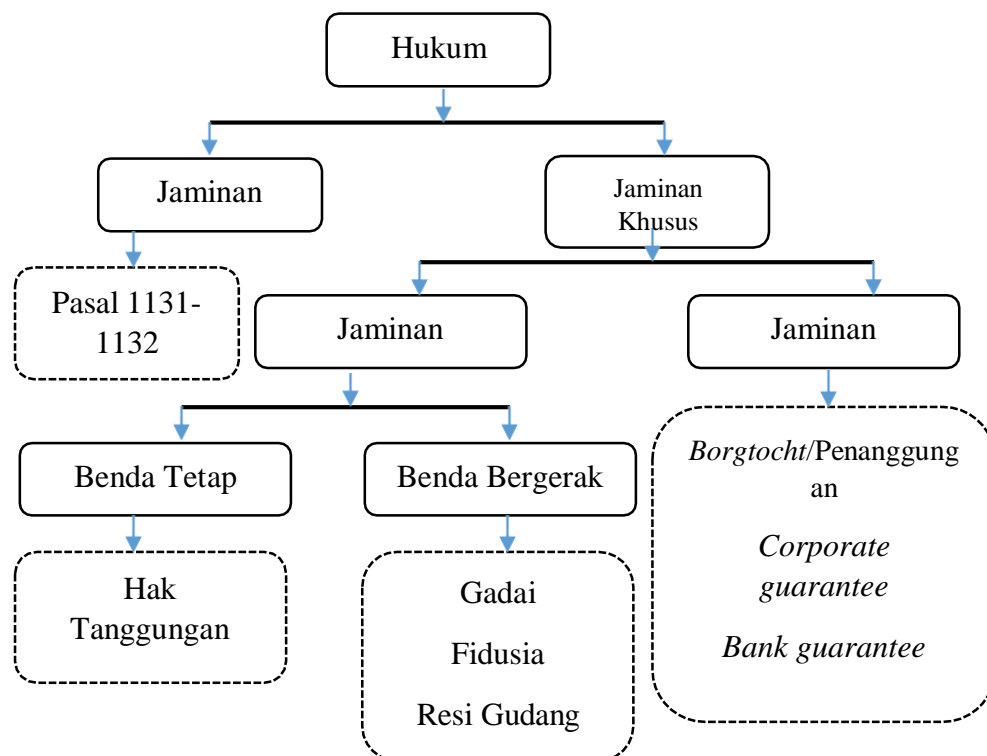 Hukum
Jaminan
Jaminan
Khusus
Pasal 1131-
1132
Jaminan
Jaminan
Benda Tetap
Benda Bergerak
Borgtocht/Penanggung
an
Corporate
guarantee
Bank guarantee
Hak
Tanggungan
Gadai
Fidusia
Resi Gudang